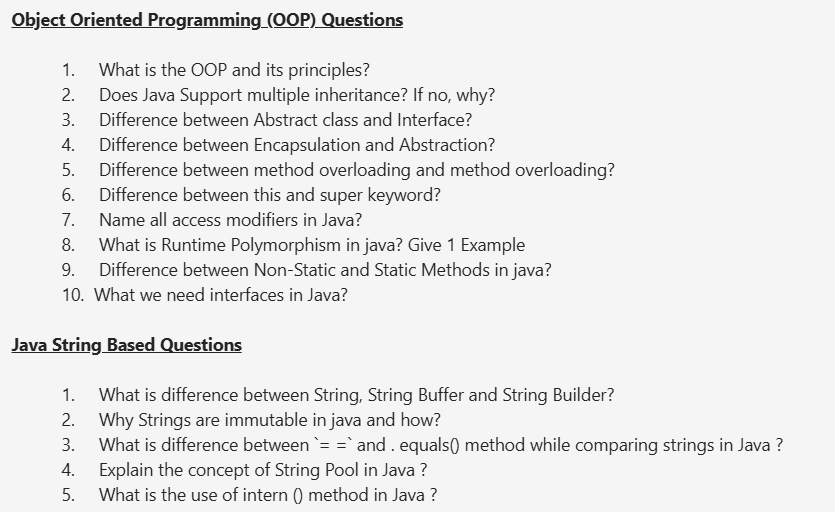 Object Oriented Programming (OOP) Questions
1. What is the OOP and its principles?
2. Does Java Support multiple inheritance? If no, why?
3. Difference between Abstract class and Interface?
4. Difference between Encapsulation and Abstraction?
5. Difference between method overloading and method overloading?
6. Difference between this and super keyword?
7. Name all access modifiers in Java?
8. What is Runtime Polymorphism in java? Give 1 Example
9. Difference between Non-Static and Static Methods in java?
10. What we need interfaces in Java?
Java String Based Questions
1. What is difference between String, String Buffer and String Builder?
2. Why Strings are immutable in java and how?
3. What is difference between `= =` and . equals() method while comparing strings in Java ?
4. Explain the concept of String Pool in Java ?
5. What is the use of intern () method in Java ?